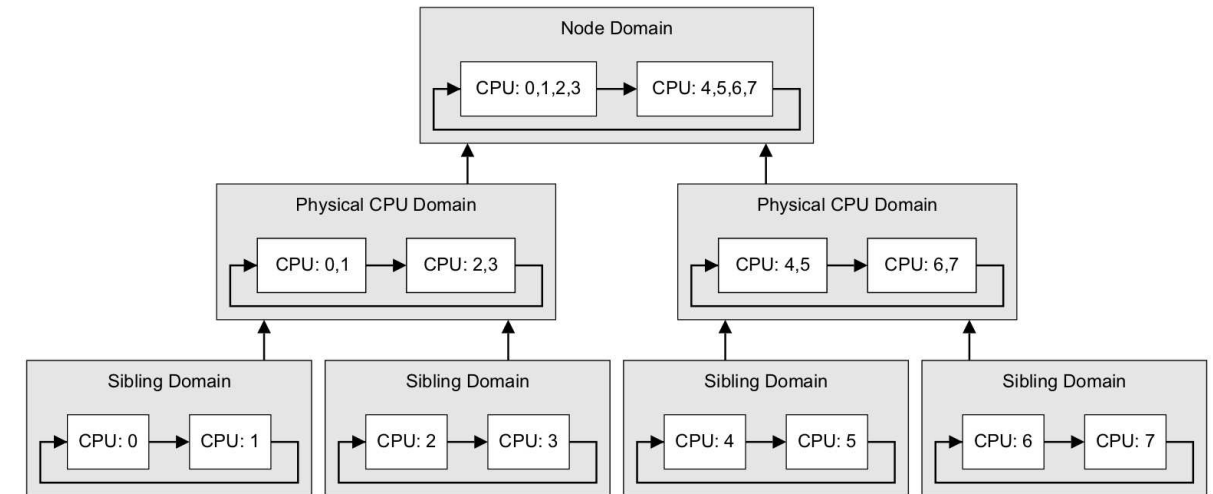 Node Domain
CPU: 0,1,2,3
CPU: 4,5,6,7
Physical CPU Domain
CPU: 0,1
CPU: 2,3
Physical CPU Domain
CPU: 4,5
CPU: 6,7
Sibling Domain
CPU: 0
CPU: 1
Sibling Domain
CPU: 2
CPU: 3
Sibling Domain
CPU: 4
CPU: 5
Sibling Domain
CPU: 6
CPU: 7